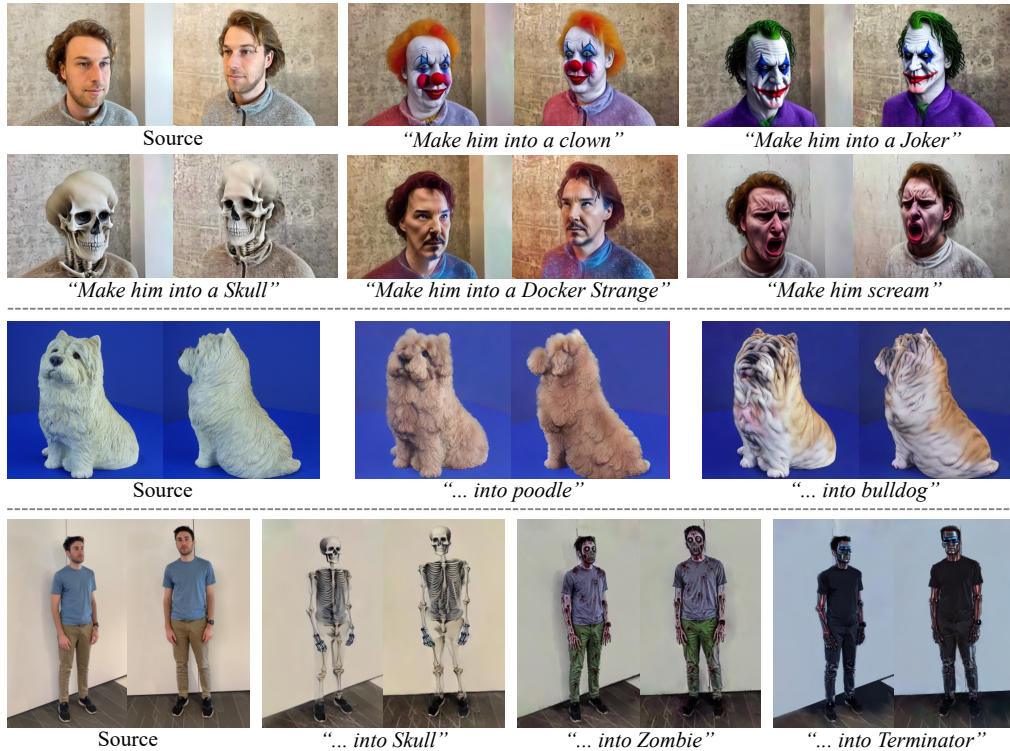 Source
“Make him into a clown”
“Make him into a Joker”
“Make him into a Skull”
“Make him into a Docker Strange”
“Make him scream”
Source
“... into poodle”
“... into bulldog”
Source
“... into Skull”
“... into Zombie”
“... into Terminator”